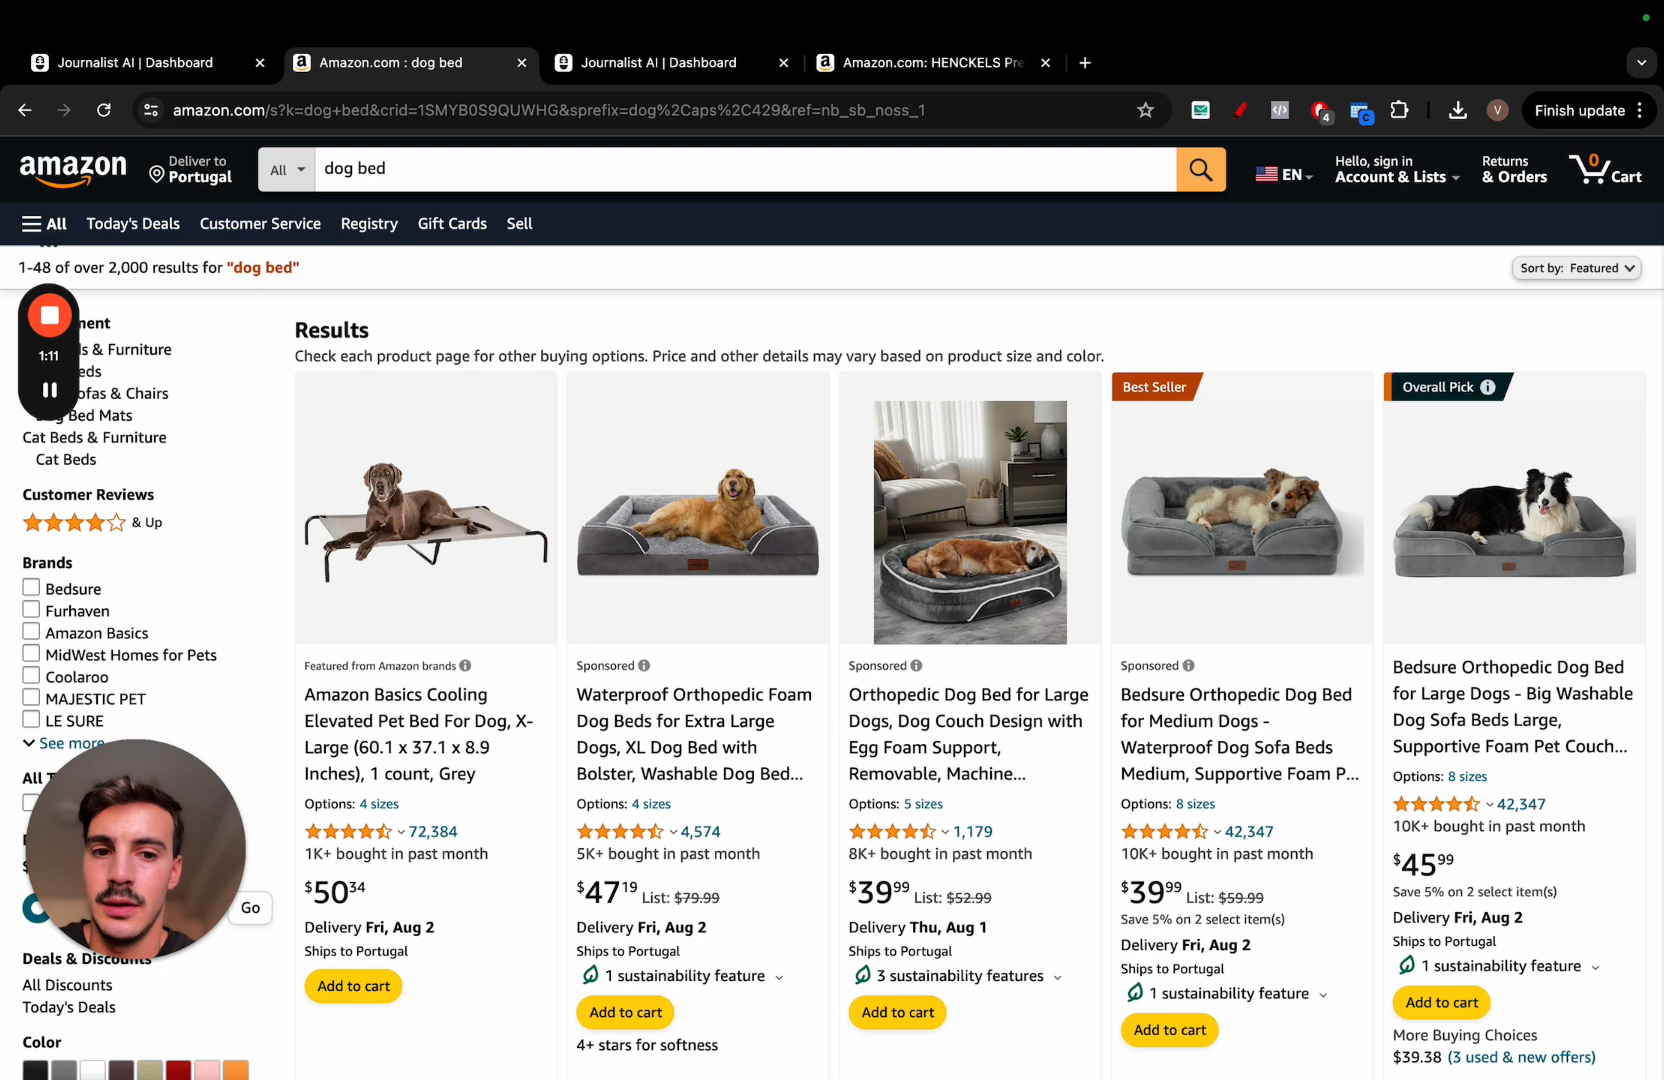 Journalist AI | Dashboard
Amazon.com : dog bed
Journalist AI | Dashboard
Amazon.com: HENCKELS Pre
amazon.com/s?k=dog+bed&crid=1SMYB0S9QUWHG&sprefix=dog%2Caps%2C429&ref=nb_sb_noss_1
4
C
V
Finish update
amazon
Deliver to
Portugal
All
dog bed
EN
Hello, sign in
Account & Lists
Returns
& Orders
0
Cart
All
Today's Deals
Customer Service
Registry
Gift Cards
Sell
1-48 of over 2,000 results for "dog bed"
Sort by: Featured
1:11
ment
s & Furniture
eds
ofas & Chairs
Bed Mats
Cat Beds & Furniture
Cat Beds
Customer Reviews
& Up
Brands
Bedsure
Furhaven
Amazon Basics
MidWest Homes for Pets
Coolaroo
MAJESTIC PET
LE SURE
See more
All
Go
Deals & Discounts
All Discounts
Today's Deals
Color
Results
Check each product page for other buying options. Price and other details may vary based on product size and color.
Featured from Amazon brands
Amazon Basics Cooling
Elevated Pet Bed For Dog, X-
Large (60.1 x 37.1 x 8.9
Inches), 1 count, Grey
Options: 4 sizes
72,384
1K+ bought in past month
$50 34
Delivery Fri, Aug 2
Ships to Portugal
Add to cart
Sponsored
Waterproof Orthopedic Foam
Dog Beds for Extra Large
Dogs, XL Dog Bed with
Bolster, Washable Dog Bed...
Options: 4 sizes
4,574
5K+ bought in past month
$47 19 List: $79.99
Delivery Fri, Aug 2
Ships to Portugal
1 sustainability feature
Add to cart
4+ stars for softness
Sponsored
Orthopedic Dog Bed for Large
Dogs, Dog Couch Design with
Egg Foam Support,
Removable, Machine...
Options: 5 sizes
1,179
8K+ bought in past month
$39 99 List: $52.99
Delivery Thu, Aug 1
Ships to Portugal
3 sustainability features
Add to cart
Best Seller
Sponsored
Bedsure Orthopedic Dog Bed
for Medium Dogs -
Waterproof Dog Sofa Beds
Medium, Supportive Foam P...
Options: 8 sizes
42,347
10K+ bought in past month
$39 99 List: $59.99
Save 5% on 2 select item(s)
Delivery Fri, Aug 2
Ships to Portugal
1 sustainability feature
Add to cart
Overall Pick
Bedsure Orthopedic Dog Bed
for Large Dogs - Big Washable
Dog Sofa Beds Large,
Supportive Foam Pet Couch...
Options: 8 sizes
42,347
10K+ bought in past month
$45 99
Save 5% on 2 select item(s)
Delivery Fri, Aug 2
Ships to Portugal
1 sustainability feature
Add to cart
More Buying Choices
$39.38 (3 used & new offers)